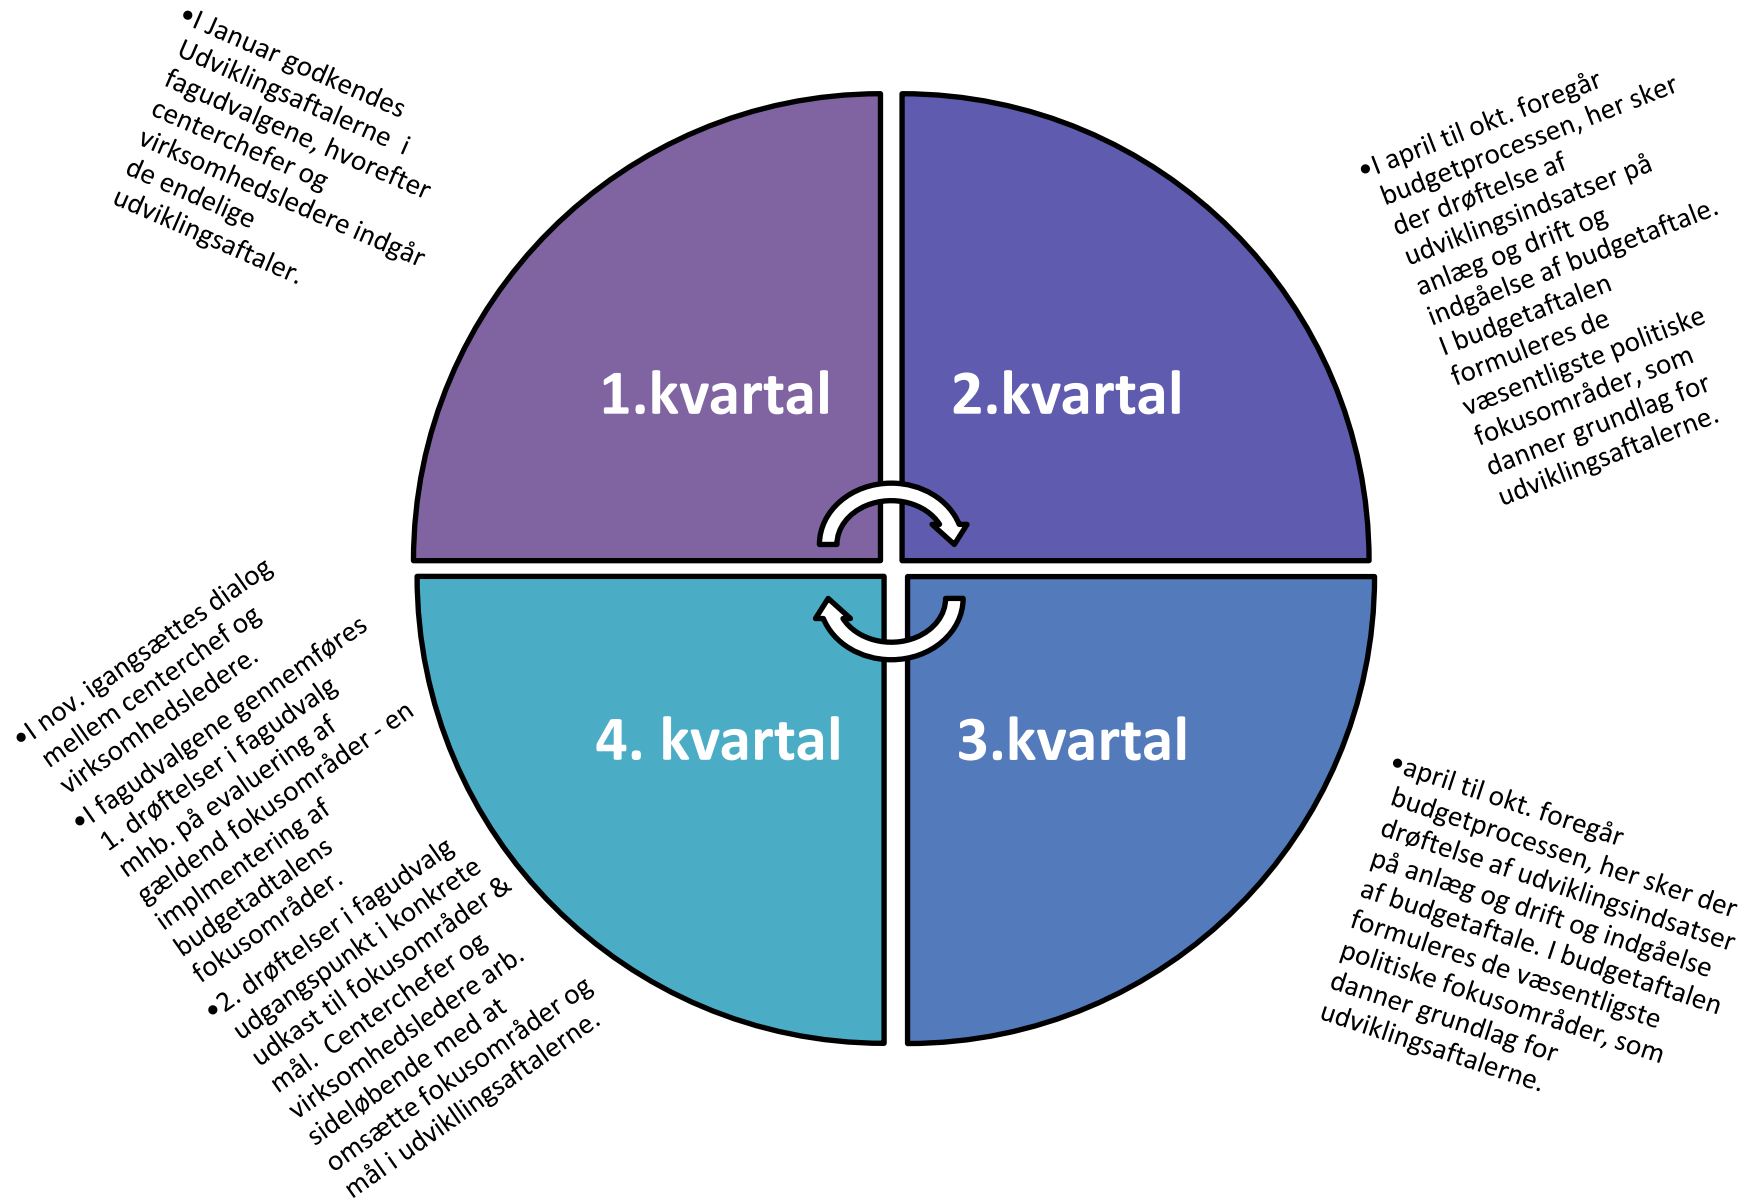 •I Januar godkendes
Udviklingsaftalerne  i
fagudvalgene, hvorefter
centerchefer og
virksomhedsledere indgår
de endelige
udviklingsaftaler.
•I april til okt. foregår
budgetprocessen, her sker
der drøftelse af
udviklingsindsatser på
anlæg og drift og
indgåelse af budgetaftale.
I budgetaftalen
formuleres de
væsentligste politiske
fokusområder, som
danner grundlag for
udviklingsaftalerne.
1.kvartal
2.kvartal
4. kvartal
3.kvartal
•I nov. igangsættes dialog
mellem centerchef og
virksomhedsledere.
•I fagudvalgene gennemføres
1. drøftelser i fagudvalg
mhb. på evaluering af
gældend fokusområder - en
implmentering af
budgetadtalens
fokusområder.
•2. drøftelser i fagudvalg
udgangspunkt i konkrete
udkast til fokusområder &
mål.  Centerchefer og
virksomhedsledere arb.
sideløbende med at
omsætte fokusområder og
mål i udvikllingsaftalerne.
•april til okt. foregår
budgetprocessen, her sker der
drøftelse af udviklingsindsatser
på anlæg og drift og indgåelse
af budgetaftale. I budgetaftalen
formuleres de væsentligste
politiske fokusområder, som
danner grundlag for
udviklingsaftalerne.